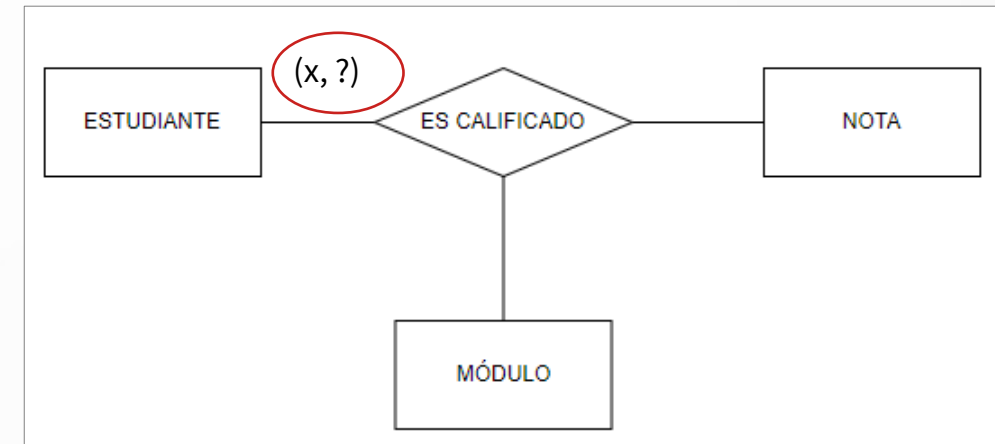 (x, ?)
ESTUDIANTE
ES CALIFICADO
NOTA
MÓDULO